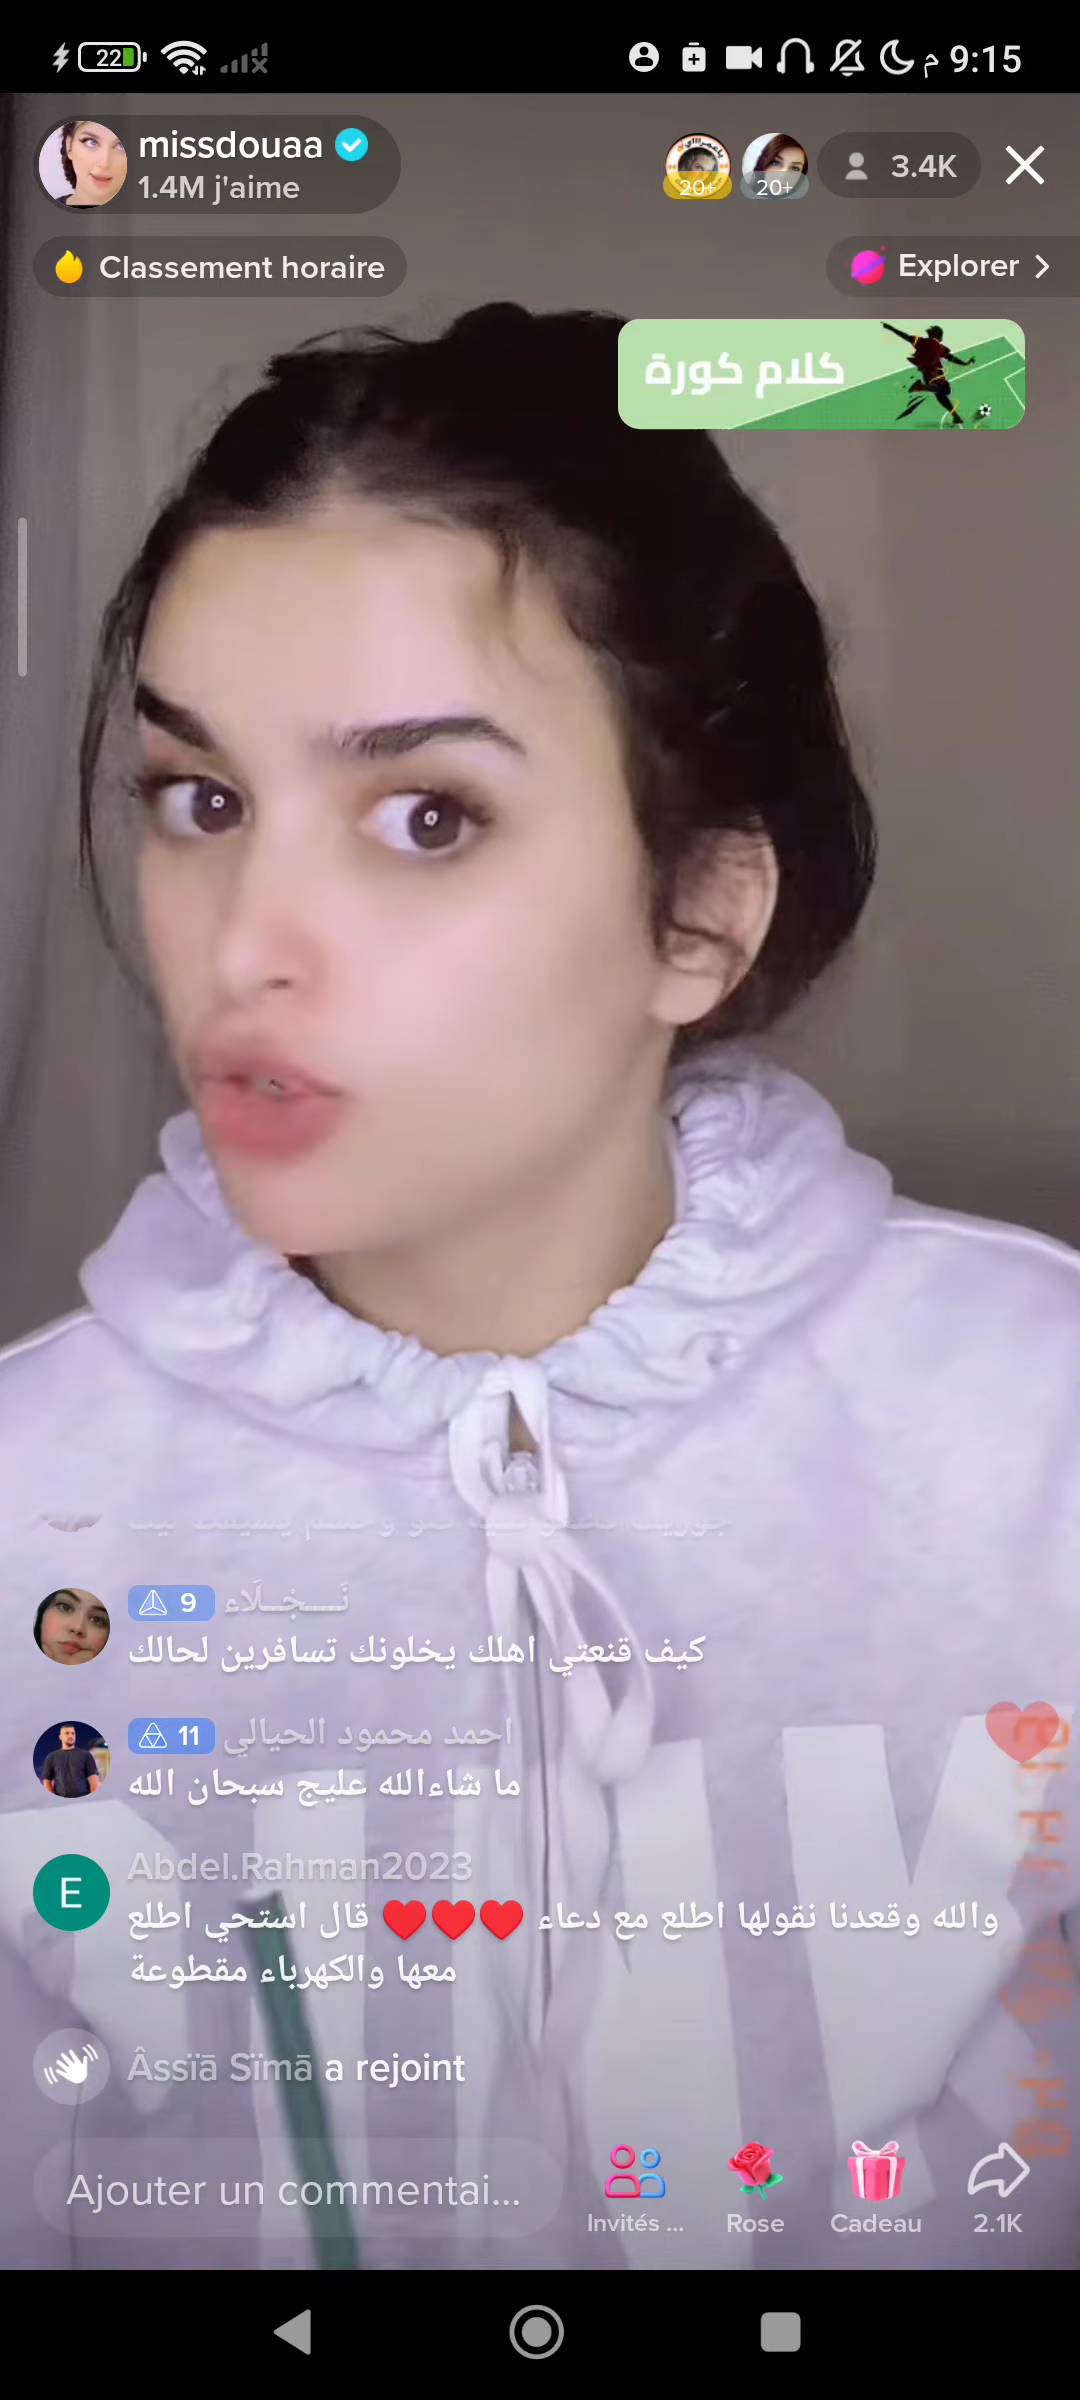 22
م 9:15
missdouaa
1.4M j'aime
20+
20+
3.4K
Classement horaire
Explorer
كلام كورة
9 نَـــجْــلَاء
كيف قنعتي اهلك يخلونك تسافرين لحالك
11 احمد محمود الحيالي
ما شاءالله عليج سبحان الله
E
Abdel.Rahman2023
والله وقعدنا نقولها اطلع مع دعاء ❤️❤️❤️ قال استحي اطلع
معها والكهرباء مقطوعة
Âssïā Sïmā a rejoint
Ajouter un commentai...
Invités ...
Rose
Cadeau
2.1K